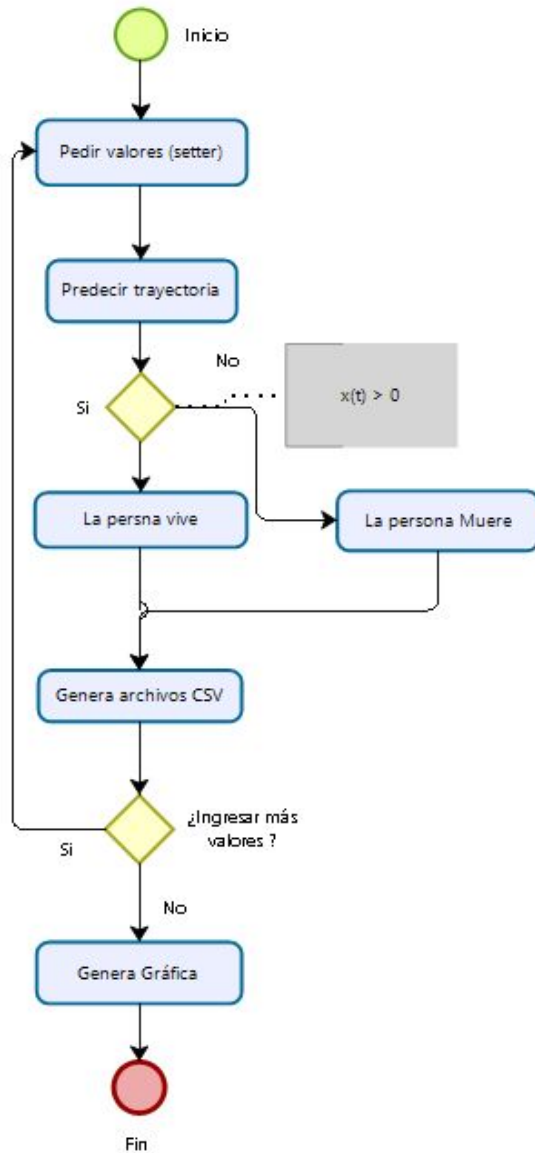 Inicio
Pedir valores (setter)
Predecir trayectoria
No
x(t) > 0
Si
La persna vive
La persona Muere
Genera archivos CSV
¿Ingresar más
valores ?
Si
No
Genera Gráfica
Fin